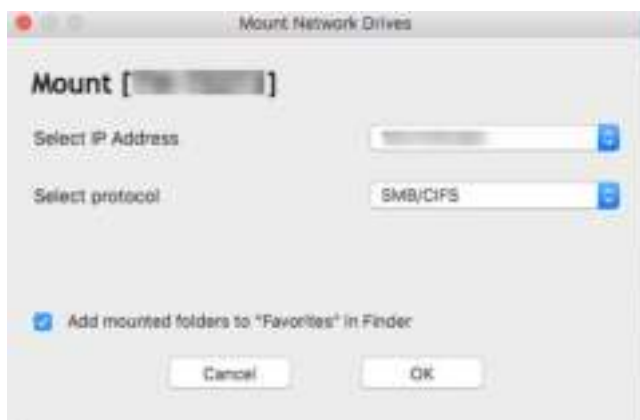 Mount Network Drives
Mount [ ]
Select IP Address
Select protocol SMB/CIFS
Add mounted folders to "Favorites" in Finder
Cancel OK